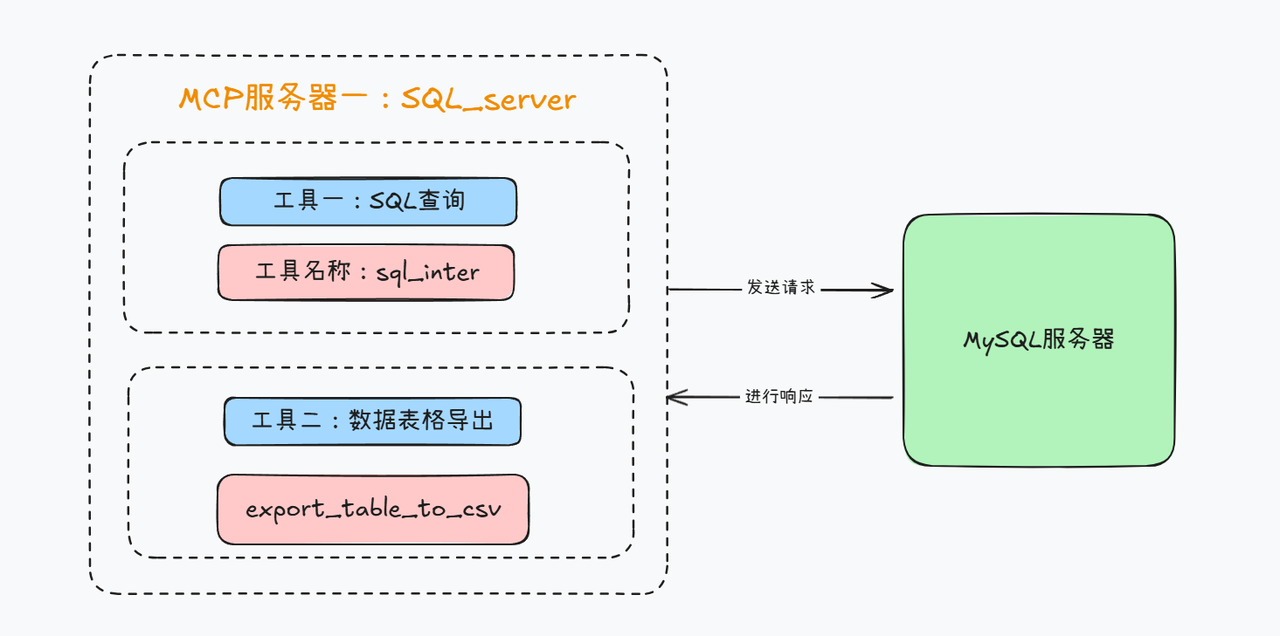 MCP服务器一：SQL_server
工具一：SQL查询
工具名称：sql_inter
发送请求
MySQL服务器
进行响应
工具二：数据表格导出
export_table_to_csv